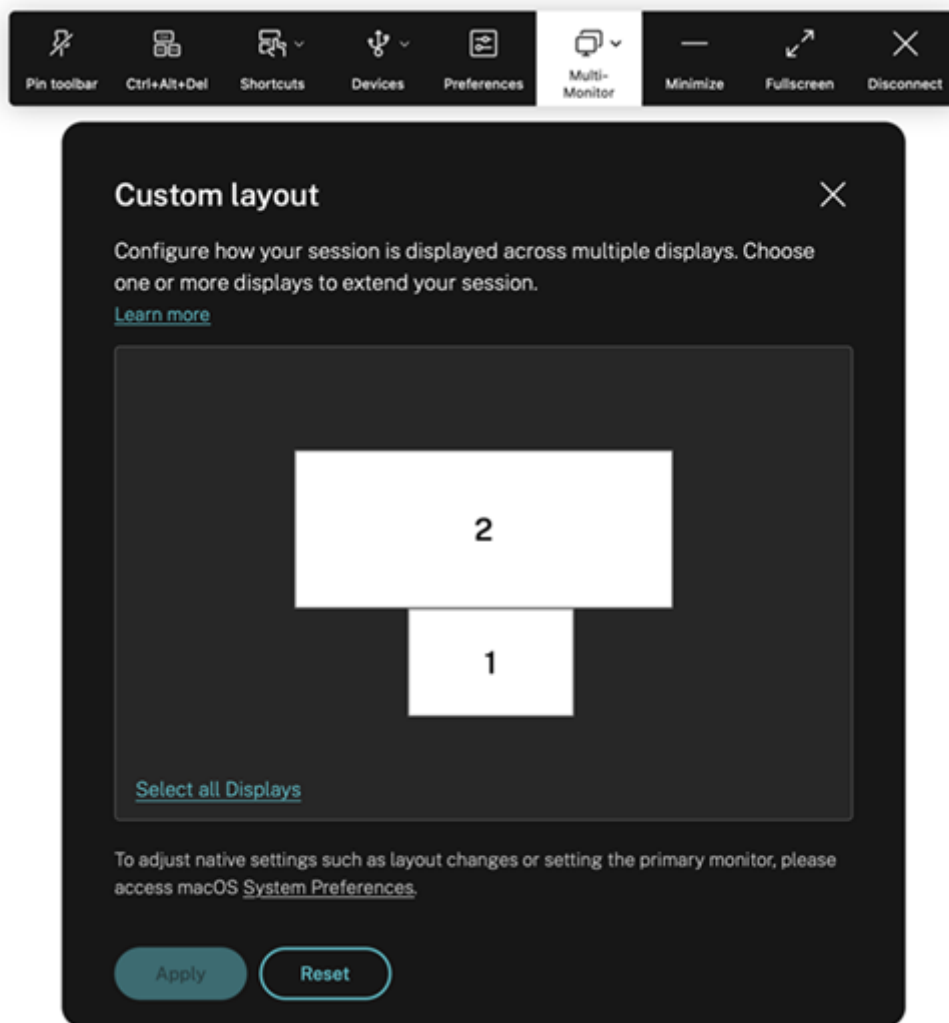 Pin toolbar
Ctrl+Alt+Del
Shortcuts
Devices
Preferences
Multi-
Monitor
Minimize
Fullscreen
Disconnect
Custom layout
Configure how your session is displayed across multiple displays. Choose
one or more displays to extend your session.
Learn more
2
1
Select all Displays
To adjust native settings such as layout changes or setting the primary monitor, please
access macOS System Preferences.
Apply
Reset